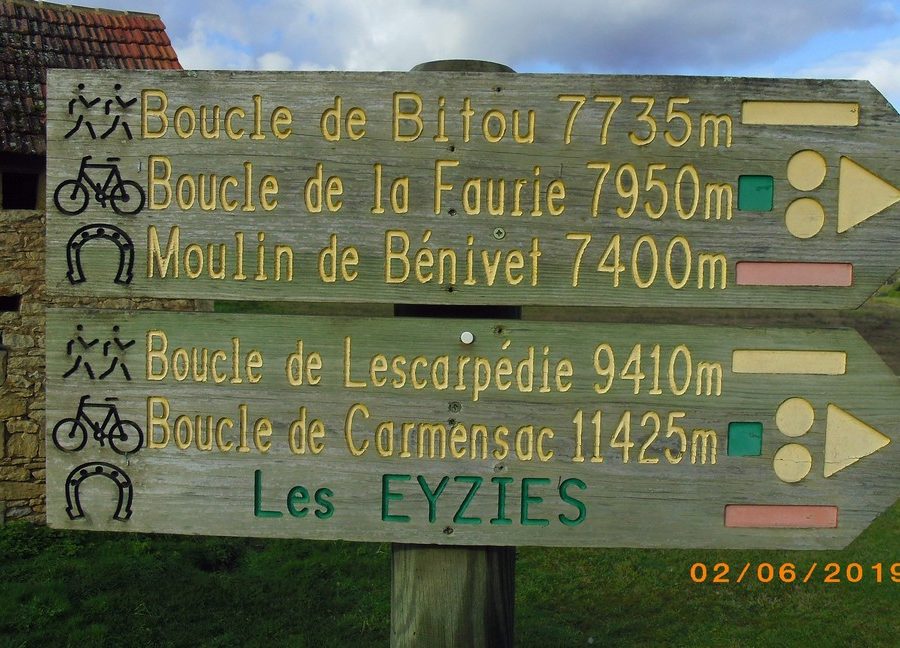 Boucle de Bitou 7735m
Boucle de la Faurie 7950m
Moulin de Bénivet 7400m
Boucle de Lescarpédie 9410m
Boucle de Carmensac 11425m
Les EYZIES
02/06/2019